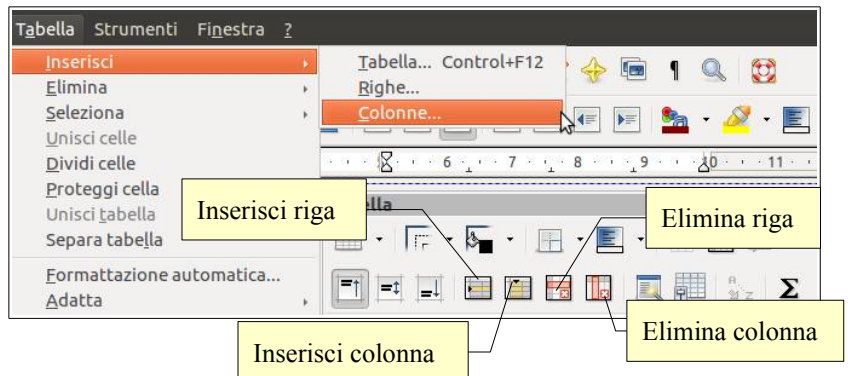 Tabella Strumenti Finestra ?
Inserisci
Elimina
Seleziona
Unisci celle
Dividi celle
Proteggi cella
Unisci tabella
Separa tabella
Formattazione automatica...
Adatta
Tabella... Control+F12
Righe...
Colonne...
6 7 8 9 10 11
ella
Inserisci riga
Elimina riga
Inserisci colonna
Elimina colonna